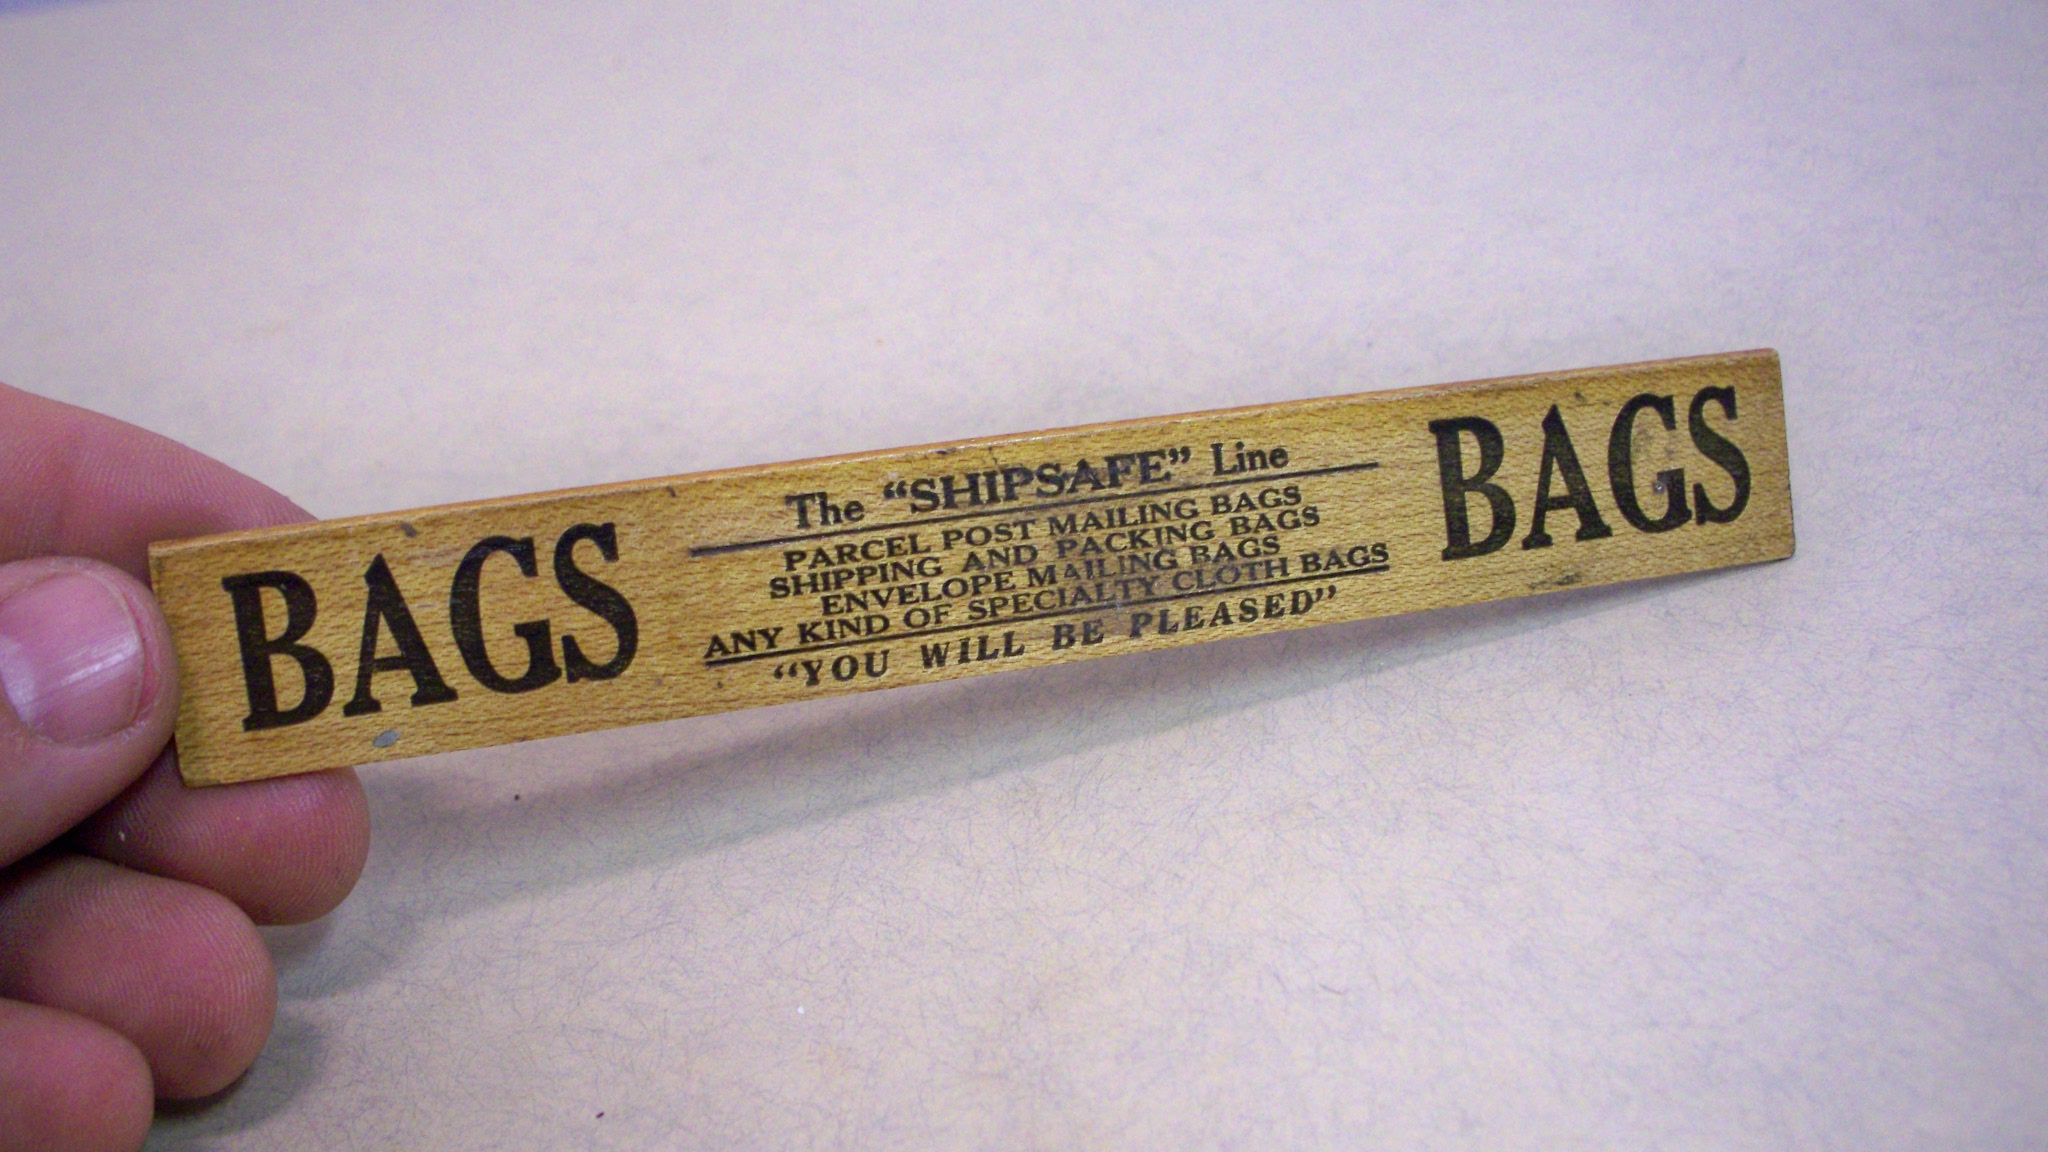 BAGS
The "SHIPSAFE" Line
PARCEL POST MAILING BAGS
SHIPPING AND PACKING BAGS
ENVELOPE MAILING BAGS
ANY KIND OF SPECIALTY CLOTH BAGS
"YOU WILL BE PLEASED"
BAGS